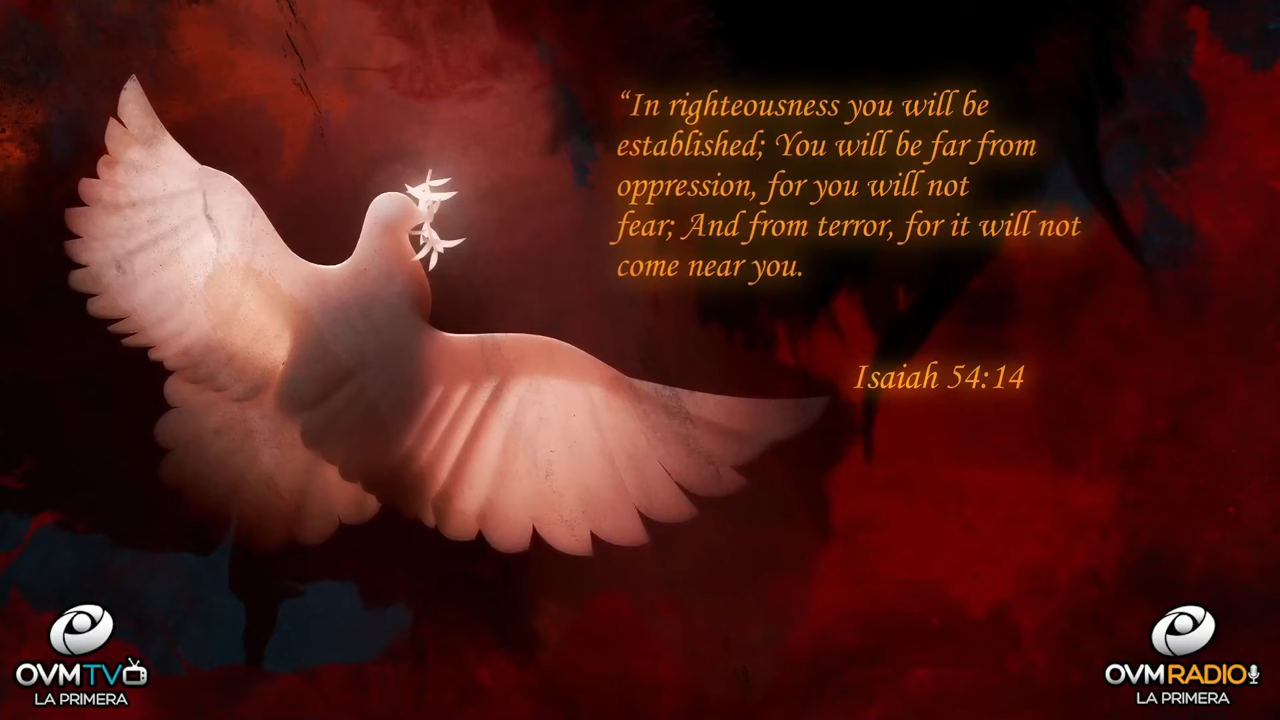 “In righteousness you will be
established; You will be far from
oppression, for you will not
fear; And from terror, for it will not
come near you.
Isaiah 54:14
OVMTV
LA PRIMERA
OVMRADIO
LA PRIMERA